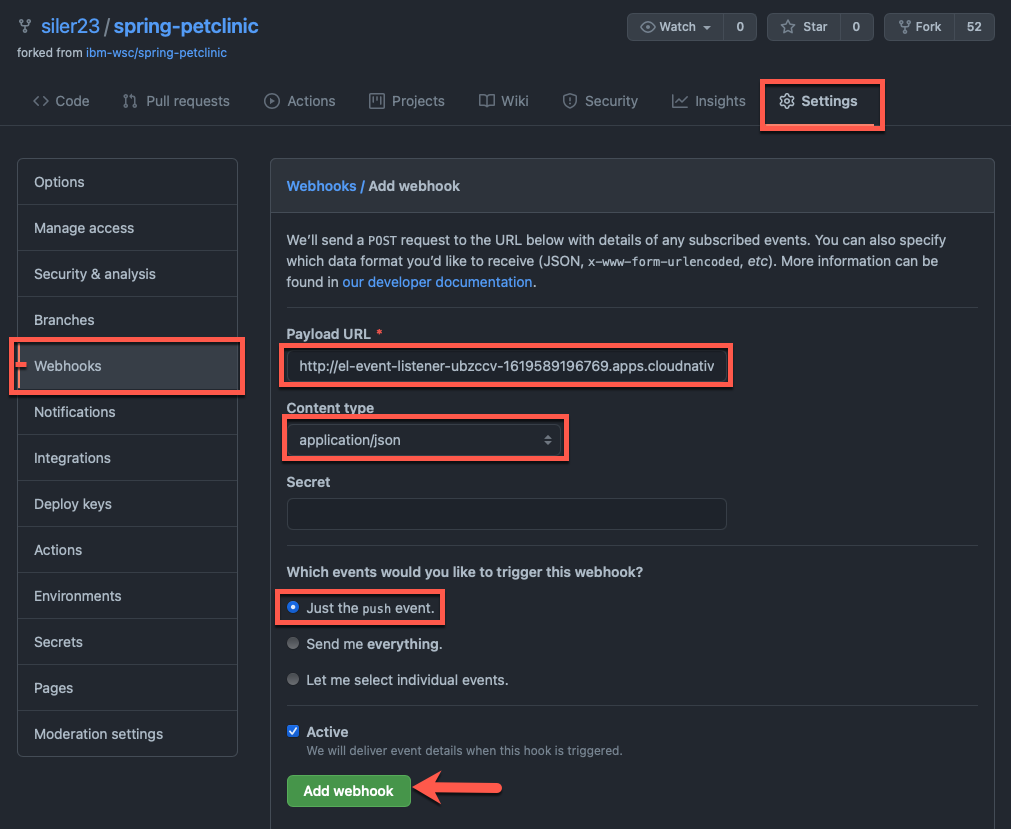 siler23 / spring-petclinic
Watch 0 Star 0 Fork 52
forked from ibm-wsc/spring-petclinic
Code Pull requests Actions Projects Wiki Security Insights Settings
Options
Manage access
Security & analysis
Branches
Webhooks
Notifications
Integrations
Deploy keys
Actions
Environments
Secrets
Pages
Moderation settings
Webhooks / Add webhook
We’ll send a POST request to the URL below with details of any subscribed events. You can also specify
which data format you’d like to receive (JSON, x-www-form-urlencoded, etc). More information can be
found in our developer documentation.
Payload URL *
http://el-event-listener-ubzccv-1619589196769.apps.cloudnativ
Content type
application/json
Secret
Which events would you like to trigger this webhook?
Just the push event.
Send me everything.
Let me select individual events.
Active
We will deliver event details when this hook is triggered.
Add webhook